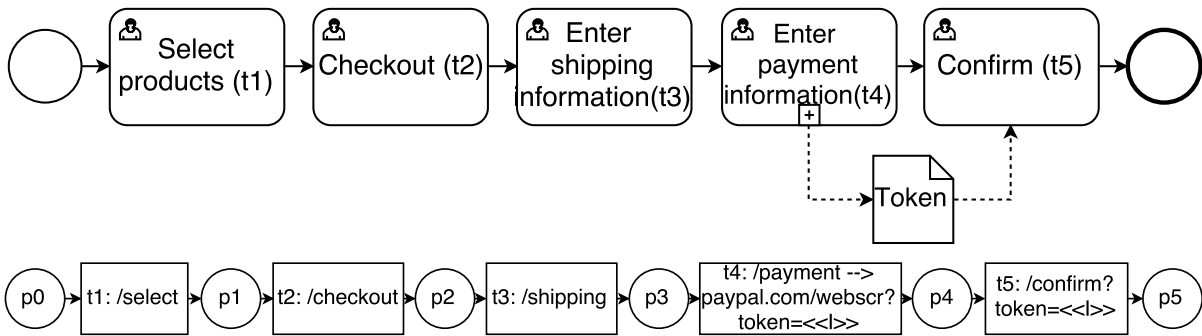 Select
products (t1)
Checkout (t2)
Enter
shipping
information(t3)
Enter
payment
information(t4)
+
Confirm (t5)
Token
p0
t1: /select
p1
t2: /checkout
p2
t3: /shipping
p3
t4: /payment -->
paypal.com/webscr?
token=<<I>>
p4
t5: /confirm?
token=<<I>>
p5